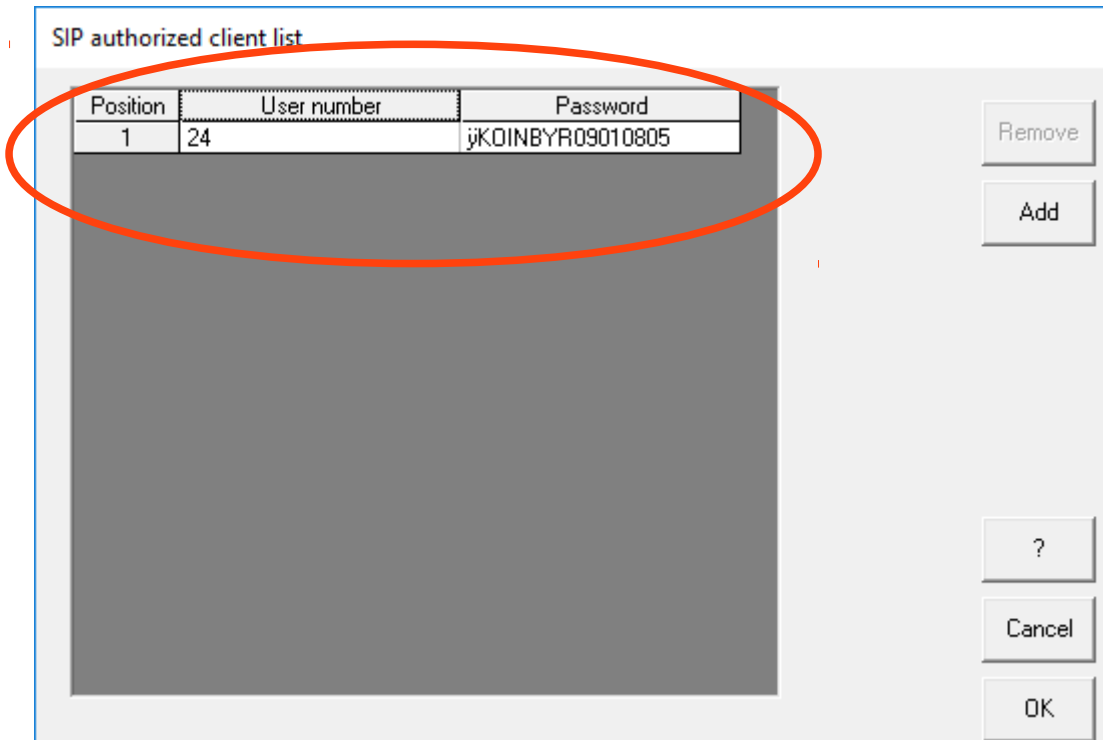 SIP authorized client list
Position User number Password
1 24 ÿKOINBYR09010805
Remove
Add
?
Cancel
OK